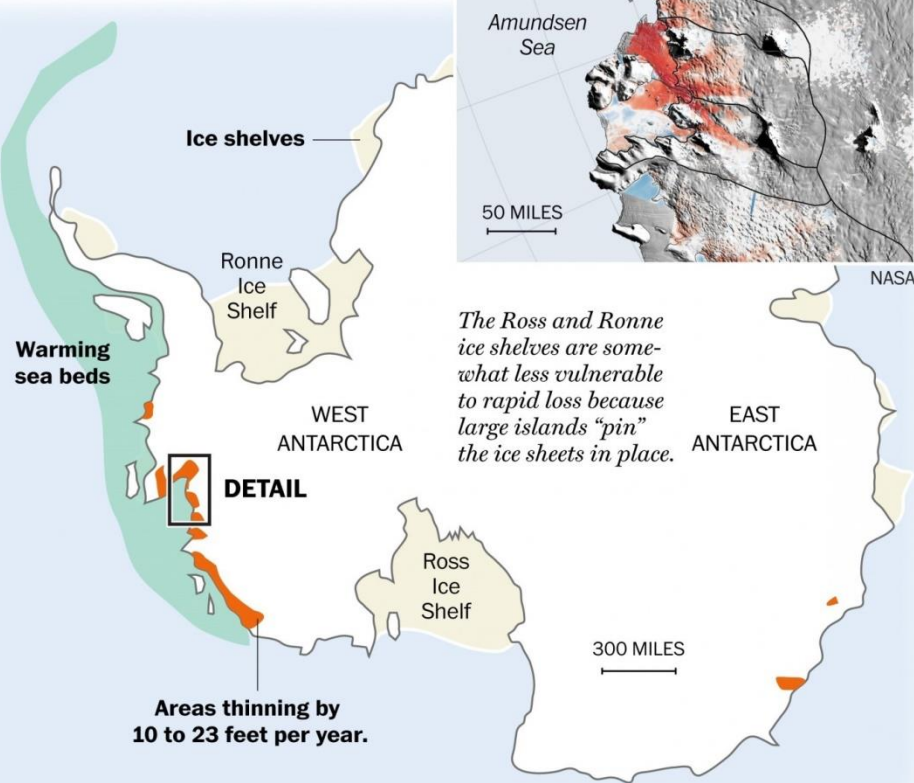 Amundsen
Sea
50 MILES
NASA
Ice shelves
Ronne
Ice
Shelf
Warming
sea beds
The Ross and Ronne
ice shelves are some-
what less vulnerable
to rapid loss because
large islands “pin”
the ice sheets in place.
WEST
ANTARCTICA
EAST
ANTARCTICA
DETAIL
Ross
Ice
Shelf
300 MILES
Areas thinning by
10 to 23 feet per year.